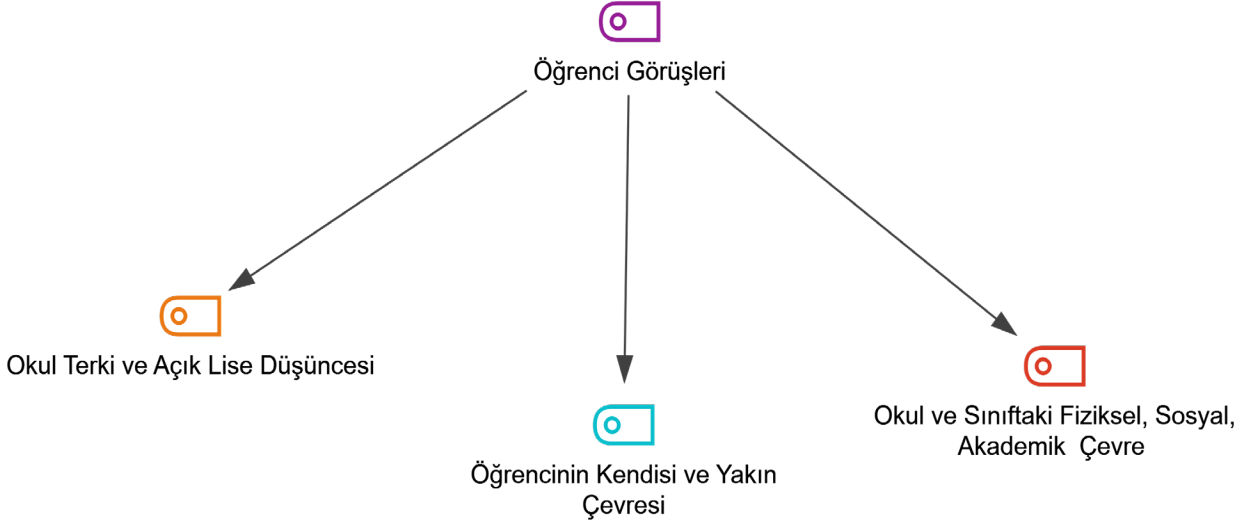 Öğrenci Görüşleri
Okul Terki ve Açık Lise Düşüncesi
Öğrencinin Kendisi ve Yakın
Çevresi
Okul ve Sınıftaki Fiziksel, Sosyal,
Akademik  Çevre